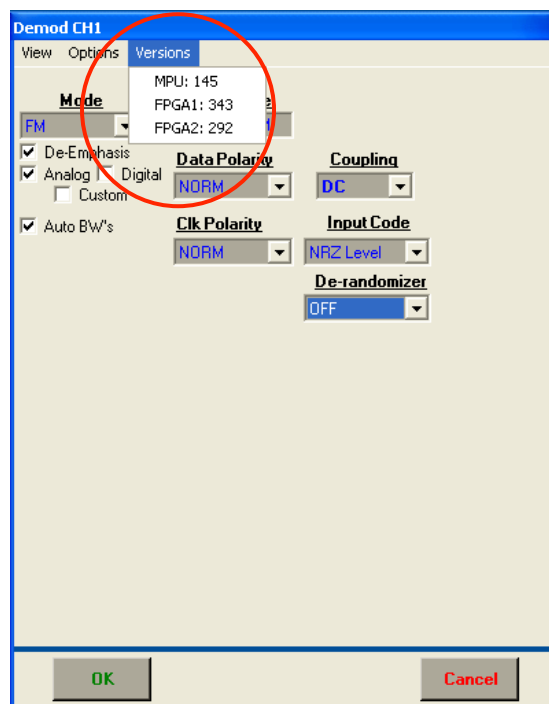 Demod CH1
View Options Versions
MPU: 145
FPGA1: 343
FPGA2: 292
Mode
FM
De-Emphasis
Analog Digital
Custom
Auto BW's
Data Polarity
NORM
Coupling
DC
Clk Polarity
NORM
Input Code
NRZ Level
De-randomizer
OFF
OK
Cancel